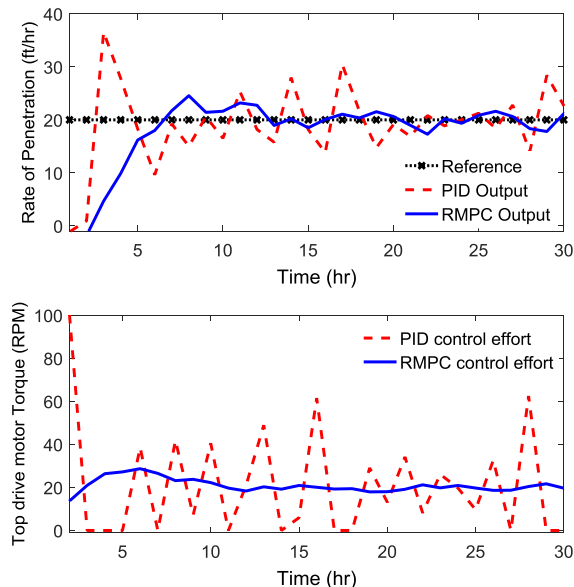 Rate of Penetration (ft/hr)
40
30
20
10
0
Reference
PID Output
RMPC Output
5
10
15
20
25
30
Time (hr)
Top drive motor Torque (RPM)
100
80
60
40
20
0
PID control effort
RMPC control effort
5
10
15
20
25
30
Time (hr)